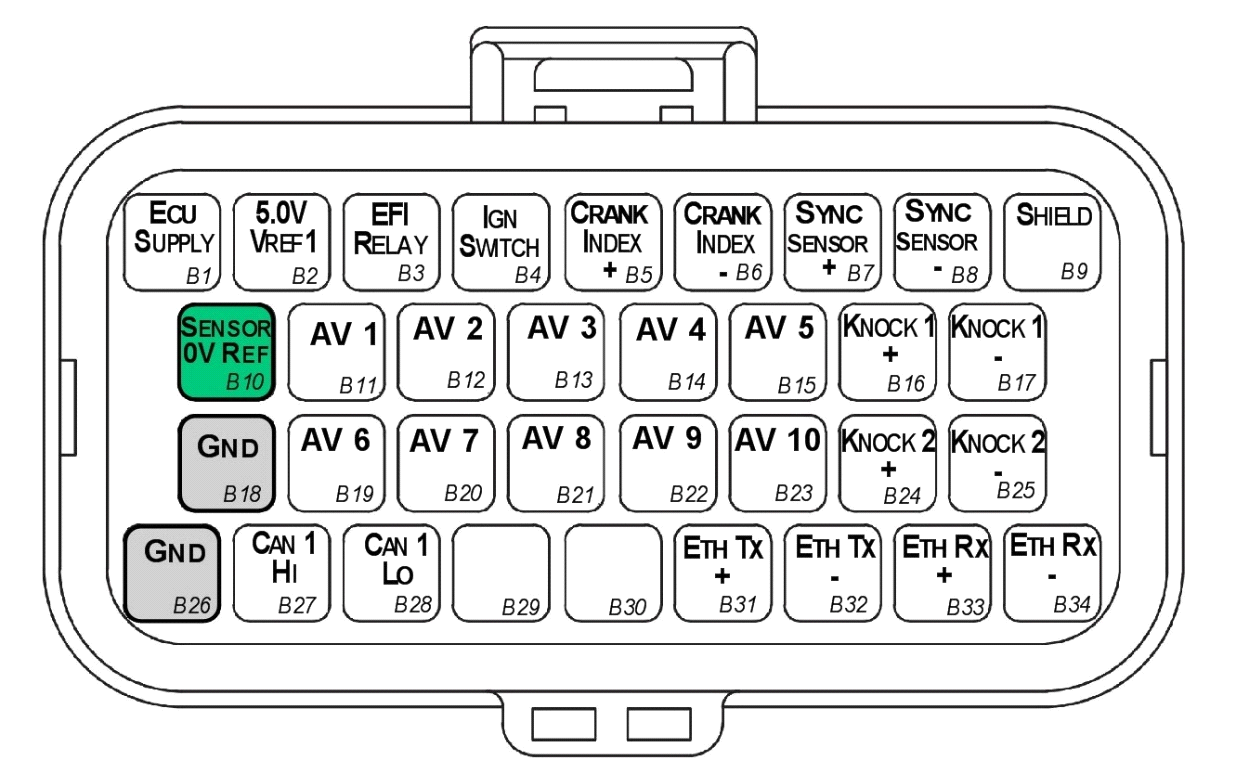 ECU SUPPLY B1
5.0V VREF1 B2
EFI RELAY B3
IGN SWITCH B4
CRANK INDEX + B5
CRANK INDEX - B6
SYNC SENSOR + B7
SYNC SENSOR - B8
SHIELD B9
SENSOR 0V REF B10
AV 1 B11
AV 2 B12
AV 3 B13
AV 4 B14
AV 5 B15
KNOCK 1 + B16
KNOCK 1 - B17
GND B18
AV 6 B19
AV 7 B20
AV 8 B21
AV 9 B22
AV 10 B23
KNOCK 2 + B24
KNOCK 2 - B25
GND B26
CAN 1 HI B27
CAN 1 LO B28
B29
B30
ETH TX + B31
ETH TX - B32
ETH RX + B33
ETH RX - B34